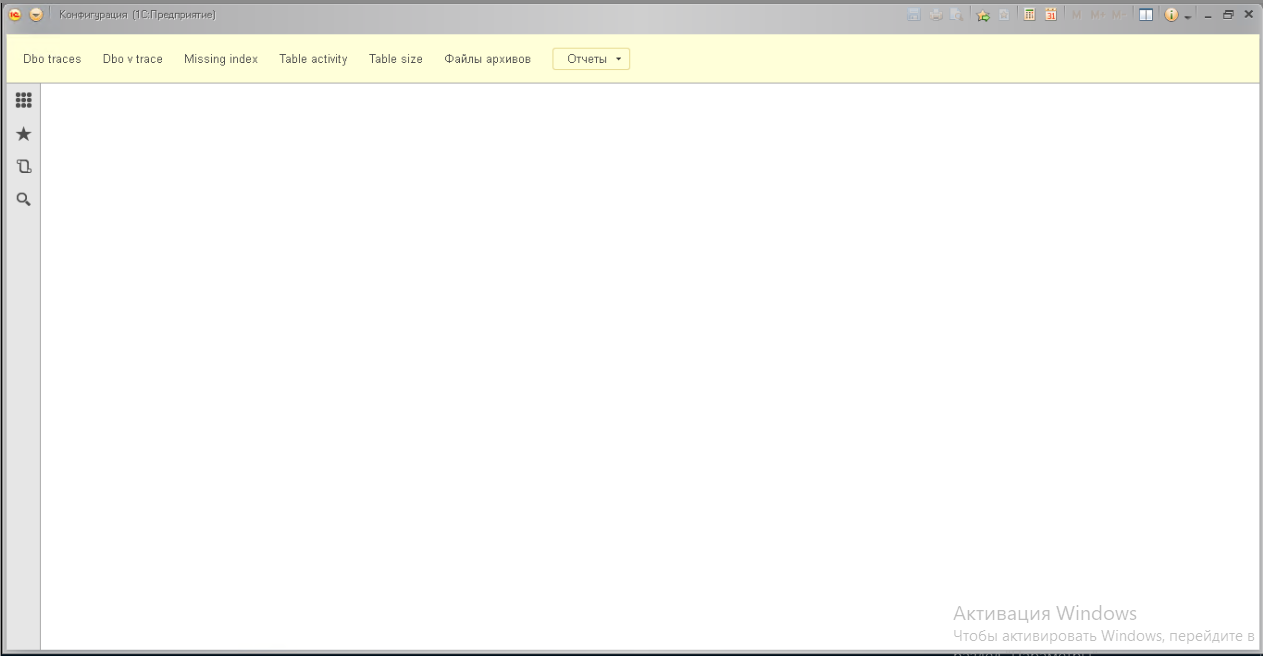 Конфигурация (1С:Предприятие)
31 M M+ M-
Dbo traces Dbo v trace Missing index Table activity Table size Файлы архивов Отчеты
Активация Windows
Чтобы активировать Windows, перейдите в